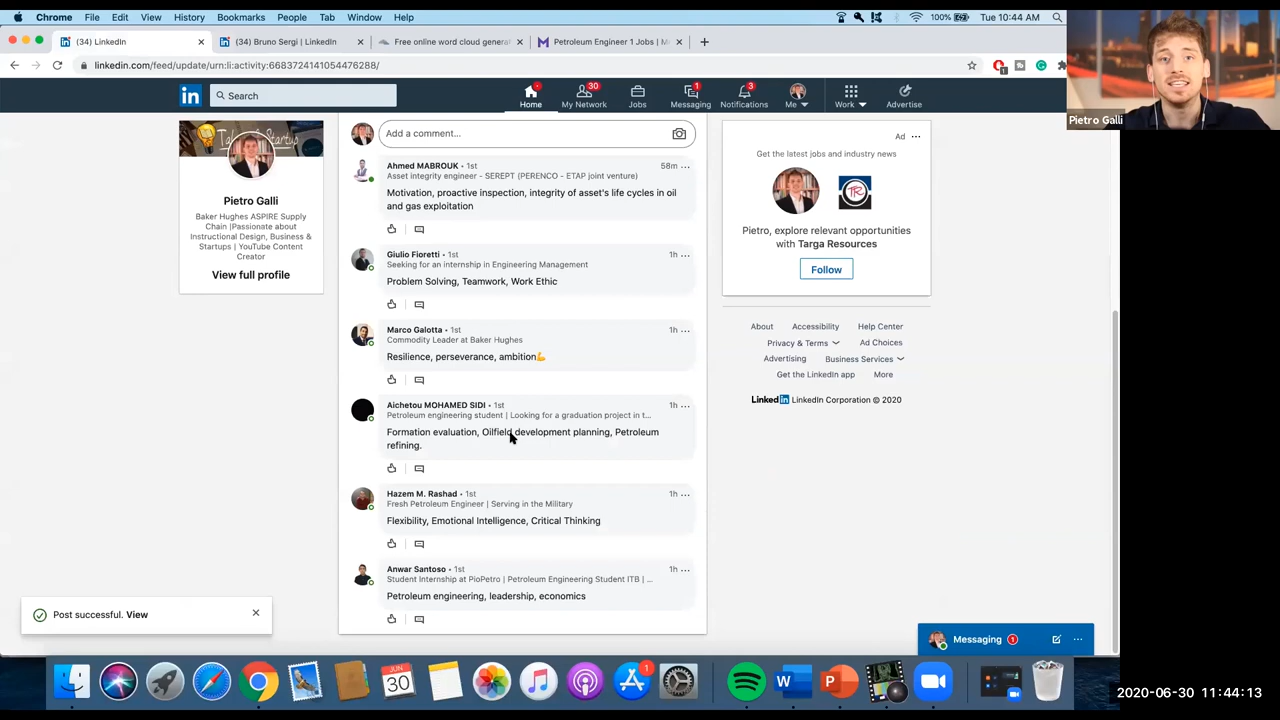 Chrome File Edit View History Bookmarks People Tab Window Help
100% Tue 10:44 AM
(34) LinkedIn
(34) Bruno Sergi | LinkedIn
Free online word cloud genera
Petroleum Engineer 1 Jobs | M
linkedin.com/feed/update/urn:li:activity:6683724141054476288/
Pietro Galli
in
Search
Home
30
My Network
Jobs
1
Messaging
3
Notifications
Me
Work
Advertise
Pietro Galli
Baker Hughes ASPIRE Supply
Chain |Passionate about
Instructional Design, Business &
Startups | YouTube Content
Creator
View full profile
Add a comment...
Ahmed MABROUK • 1st
58m
Asset integrity engineer - SEREPT (PERENCO - ETAP joint venture)
Motivation, proactive inspection, integrity of asset's life cycles in oil
and gas exploitation
Giulio Fioretti • 1st
1h
Seeking for an internship in Engineering Management
Problem Solving, Teamwork, Work Ethic
Marco Galotta • 1st
1h
Commodity Leader at Baker Hughes
Resilience, perseverance, ambition💪
Aichetou MOHAMED SIDI • 1st
1h
Petroleum engineering student | Looking for a graduation project in t...
Formation evaluation, Oilfield development planning, Petroleum
refining.
Hazem M. Rashad • 1st
1h
Fresh Petroleum Engineer | Serving in the Military
Flexibility, Emotional Intelligence, Critical Thinking
Anwar Santoso • 1st
1h
Student Internship at PioPetro | Petroleum Engineering Student ITB | ...
Petroleum engineering, leadership, economics
Ad
Get the latest jobs and industry news
TR
Pietro, explore relevant opportunities
with Targa Resources
Follow
About Accessibility Help Center
Privacy & Terms Ad Choices
Advertising Business Services
Get the LinkedIn app More
LinkedIn LinkedIn Corporation © 2020
Post successful. View
Messaging 1
JUN
30
1
W
P
2020-06-30 11:44:13